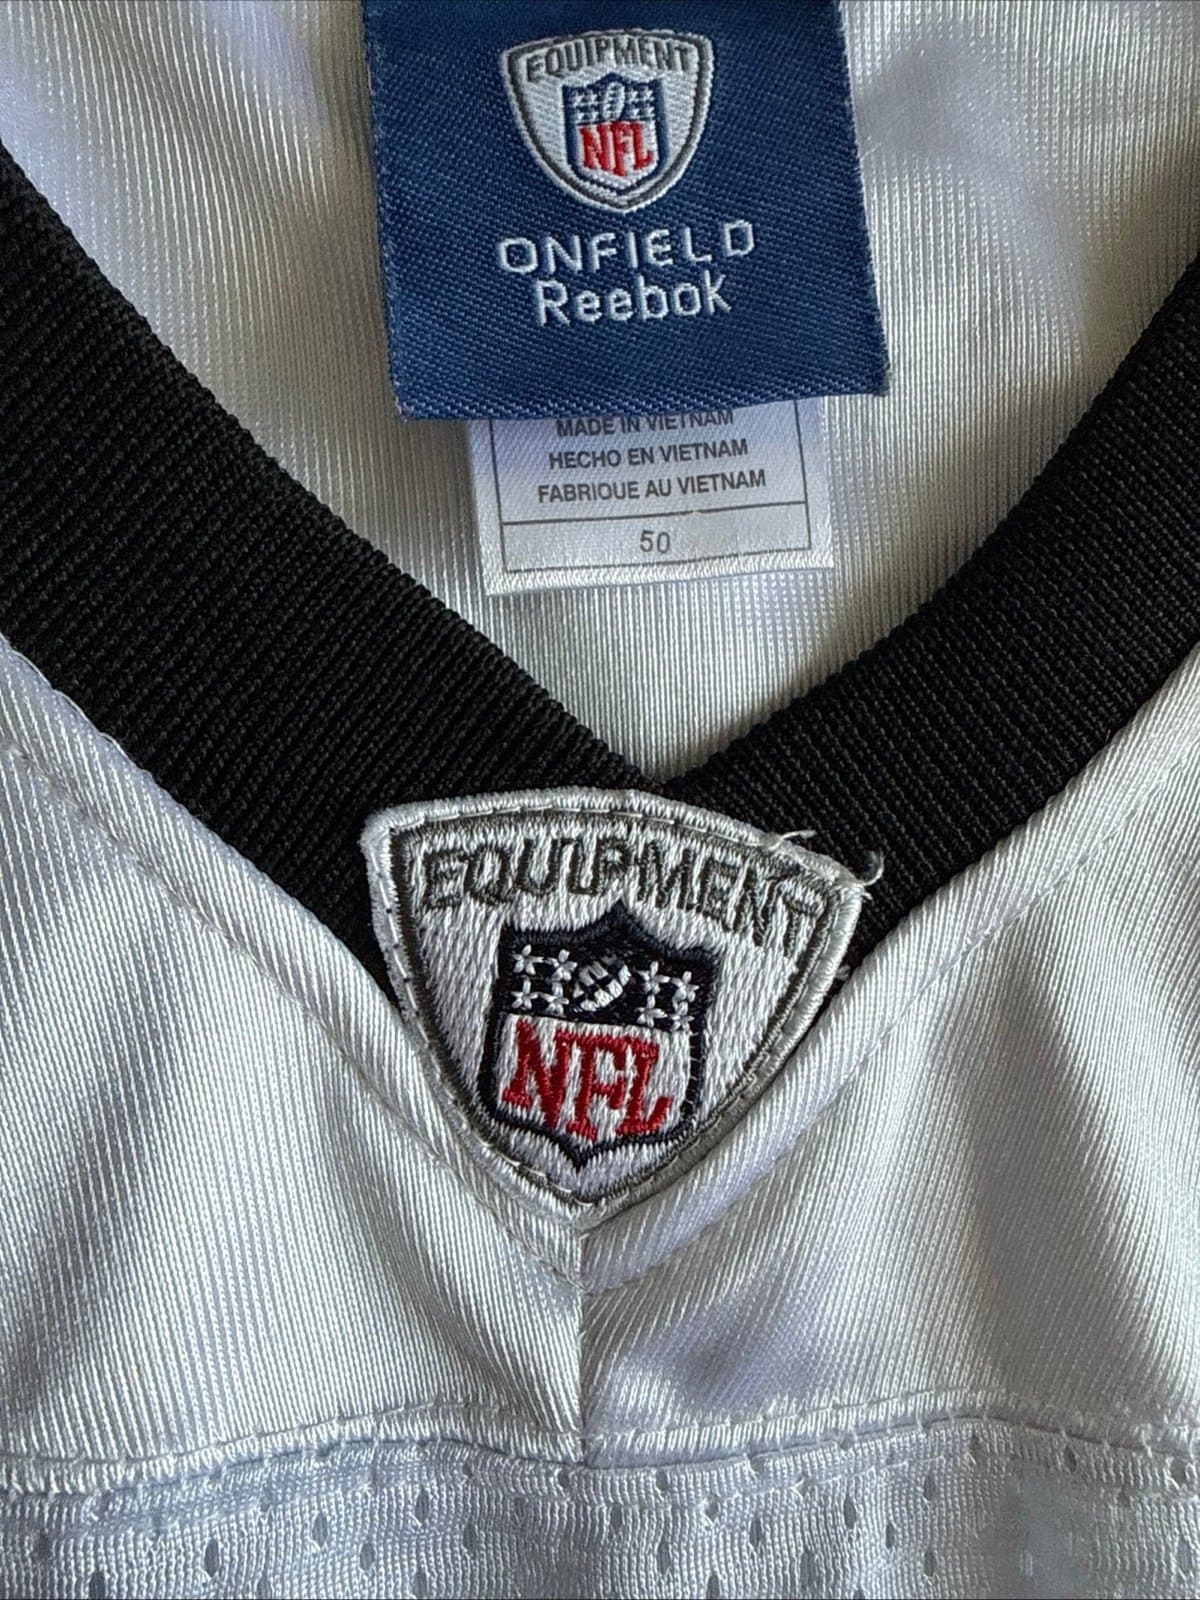 EQUIPMENT
NFL
ONFIELD
Reebok
MADE IN VIETNAM
HECHO EN VIETNAM
FABRIQUE AU VIETNAM
50
EQUIPMENT
NFL